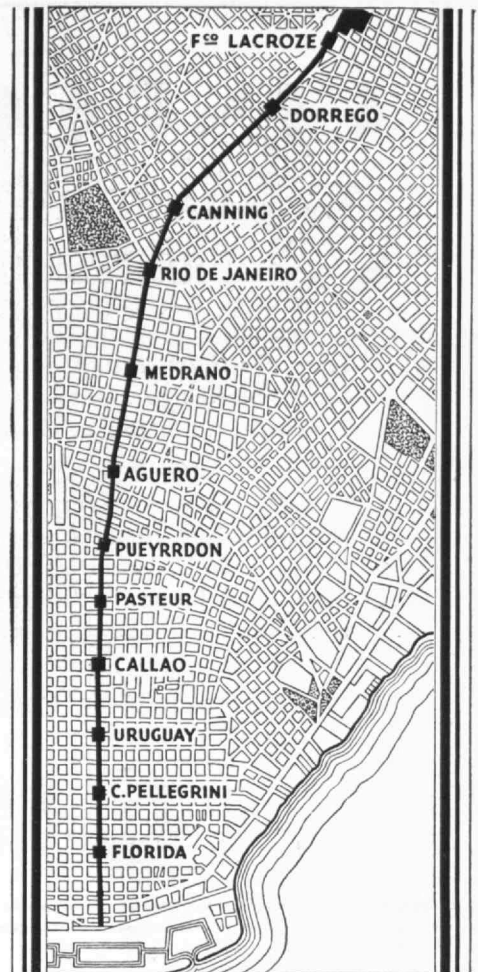 Fᶜᵒ LACROZE
DORREGO
CANNING
RIO DE JANEIRO
MEDRANO
AGUERO
PUEYRRDON
PASTEUR
CALLAO
URUGUAY
C.PELLEGRINI
FLORIDA